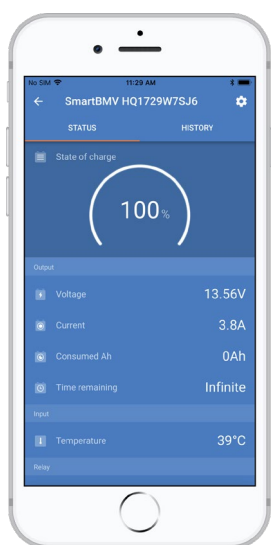 No SIM 11:29 AM
SmartBMV HQ1729W7SJ6
STATUS HISTORY
State of charge
100%
Output
Voltage 13.56V
Current 3.8A
Consumed Ah 0Ah
Time remaining Infinite
Input
Temperature 39°C
Relay